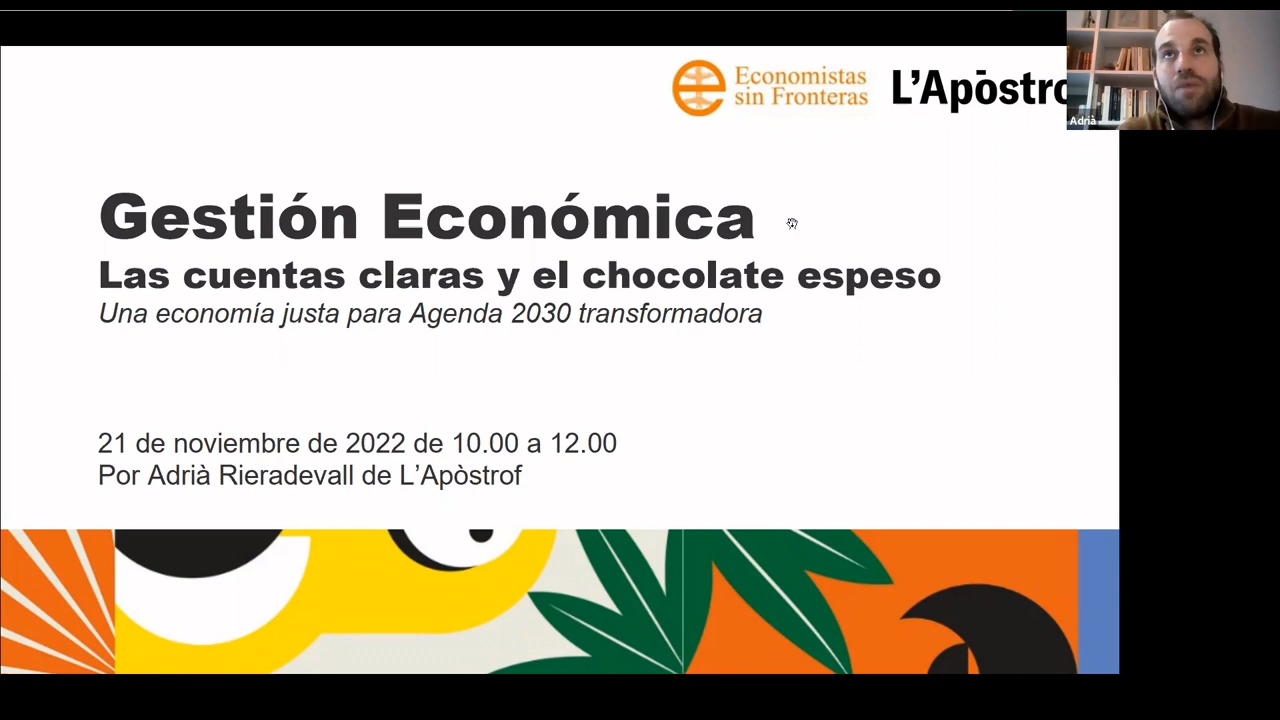 Economistas
sin Fronteras
L'Apòstro
Adrià
Gestión Económica
Las cuentas claras y el chocolate espeso
Una economía justa para Agenda 2030 transformadora
21 de noviembre de 2022 de 10.00 a 12.00
Por Adrià Rieradevall de L'Apòstrof